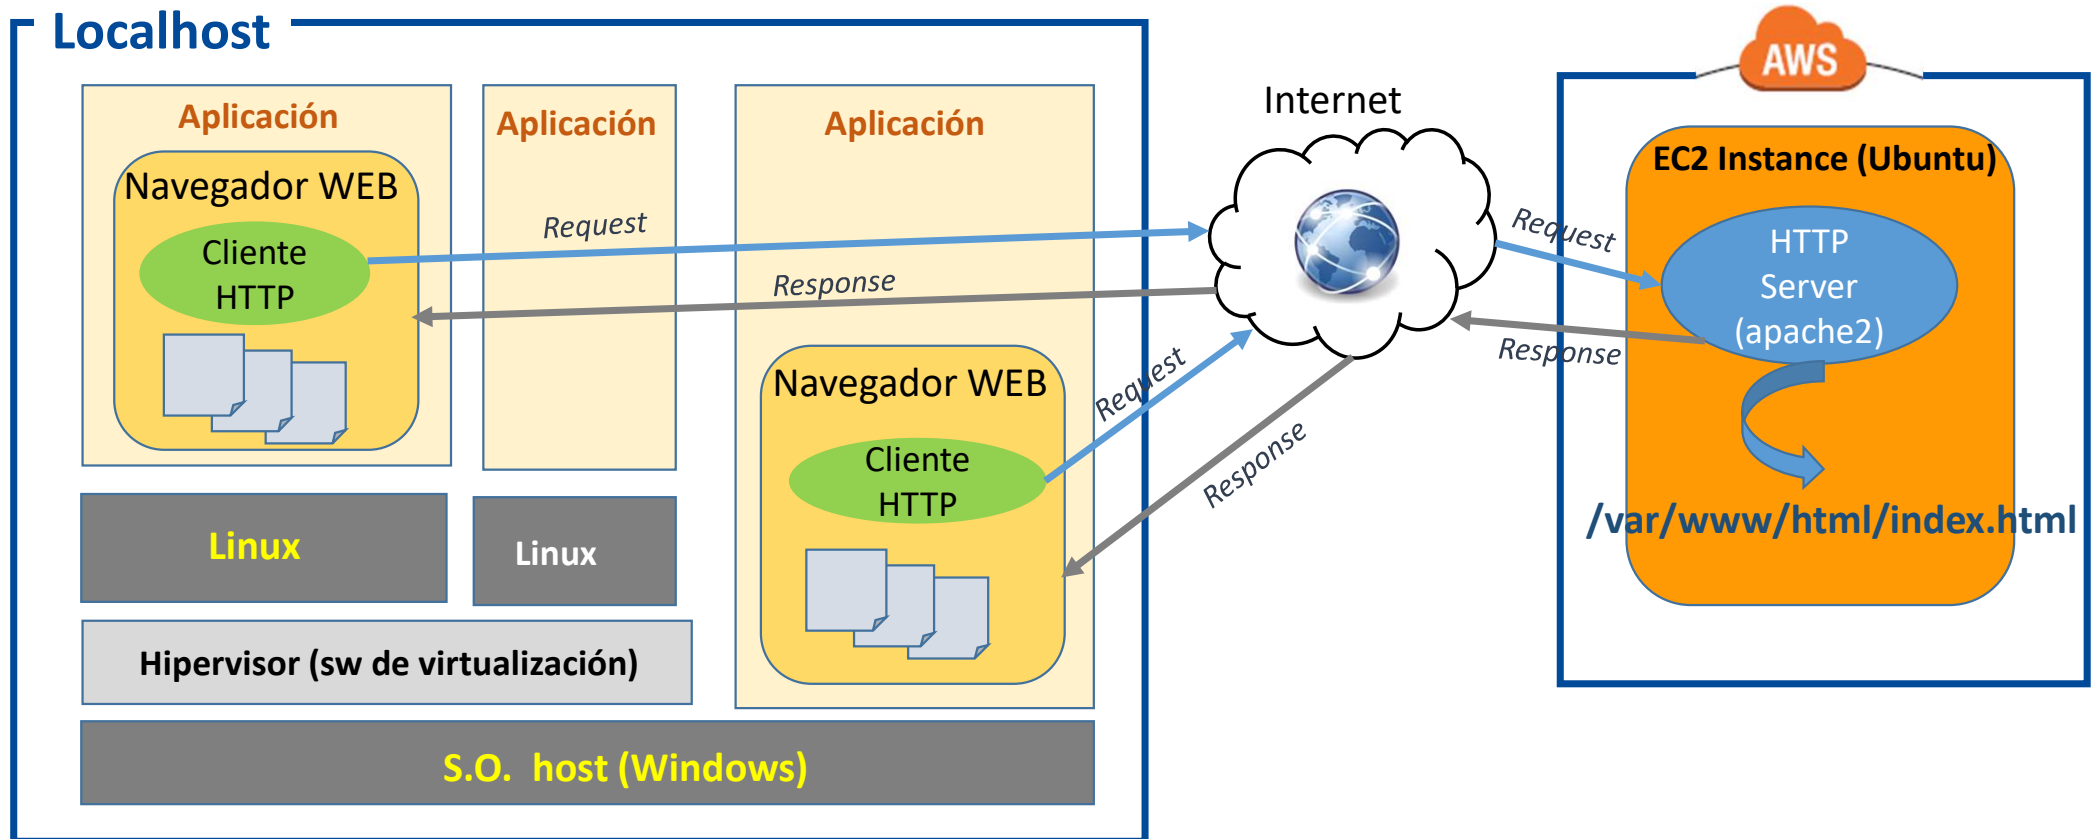 Localhost
Aplicación
Navegador WEB
Cliente
HTTP
Aplicación
Aplicación
Navegador WEB
Cliente
HTTP
Linux
Linux
Hipervisor (sw de virtualización)
S.O.  host (Windows)
Request
Response
Request
Response
Internet
Request
Response
AWS
EC2 Instance (Ubuntu)
HTTP
Server
(apache2)
/var/www/html/index.html